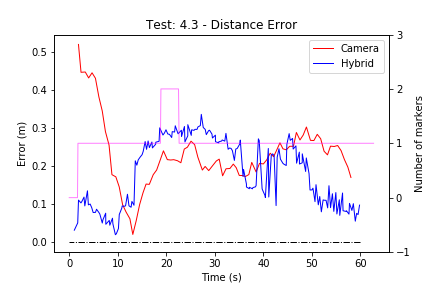 Test: 4.3 - Distance Error
Camera
Hybrid
Error (m)
0.5
0.4
0.3
0.2
0.1
0.0
3
2
1
0
−1
Number of markers
0 10 20 30 40 50 60
Time (s)